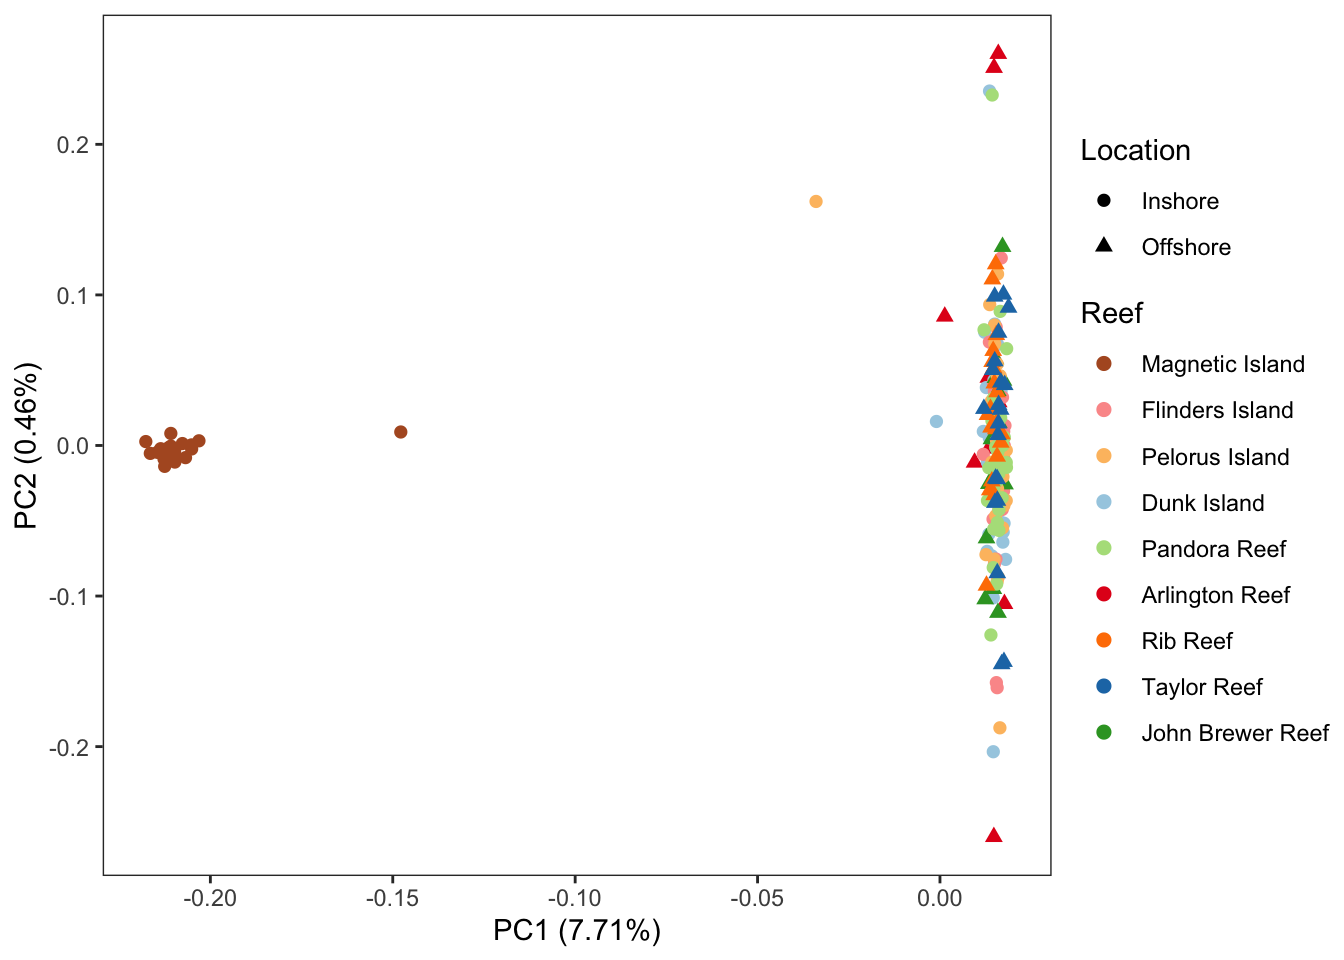 0.2
0.1
0.0
-0.1
-0.2
PC2 (0.46%)
-0.20
-0.15
-0.10
-0.05
0.00
PC1 (7.71%)
Location
Inshore
Offshore
Reef
Magnetic Island
Flinders Island
Pelorus Island
Dunk Island
Pandora Reef
Arlington Reef
Rib Reef
Taylor Reef
John Brewer Reef